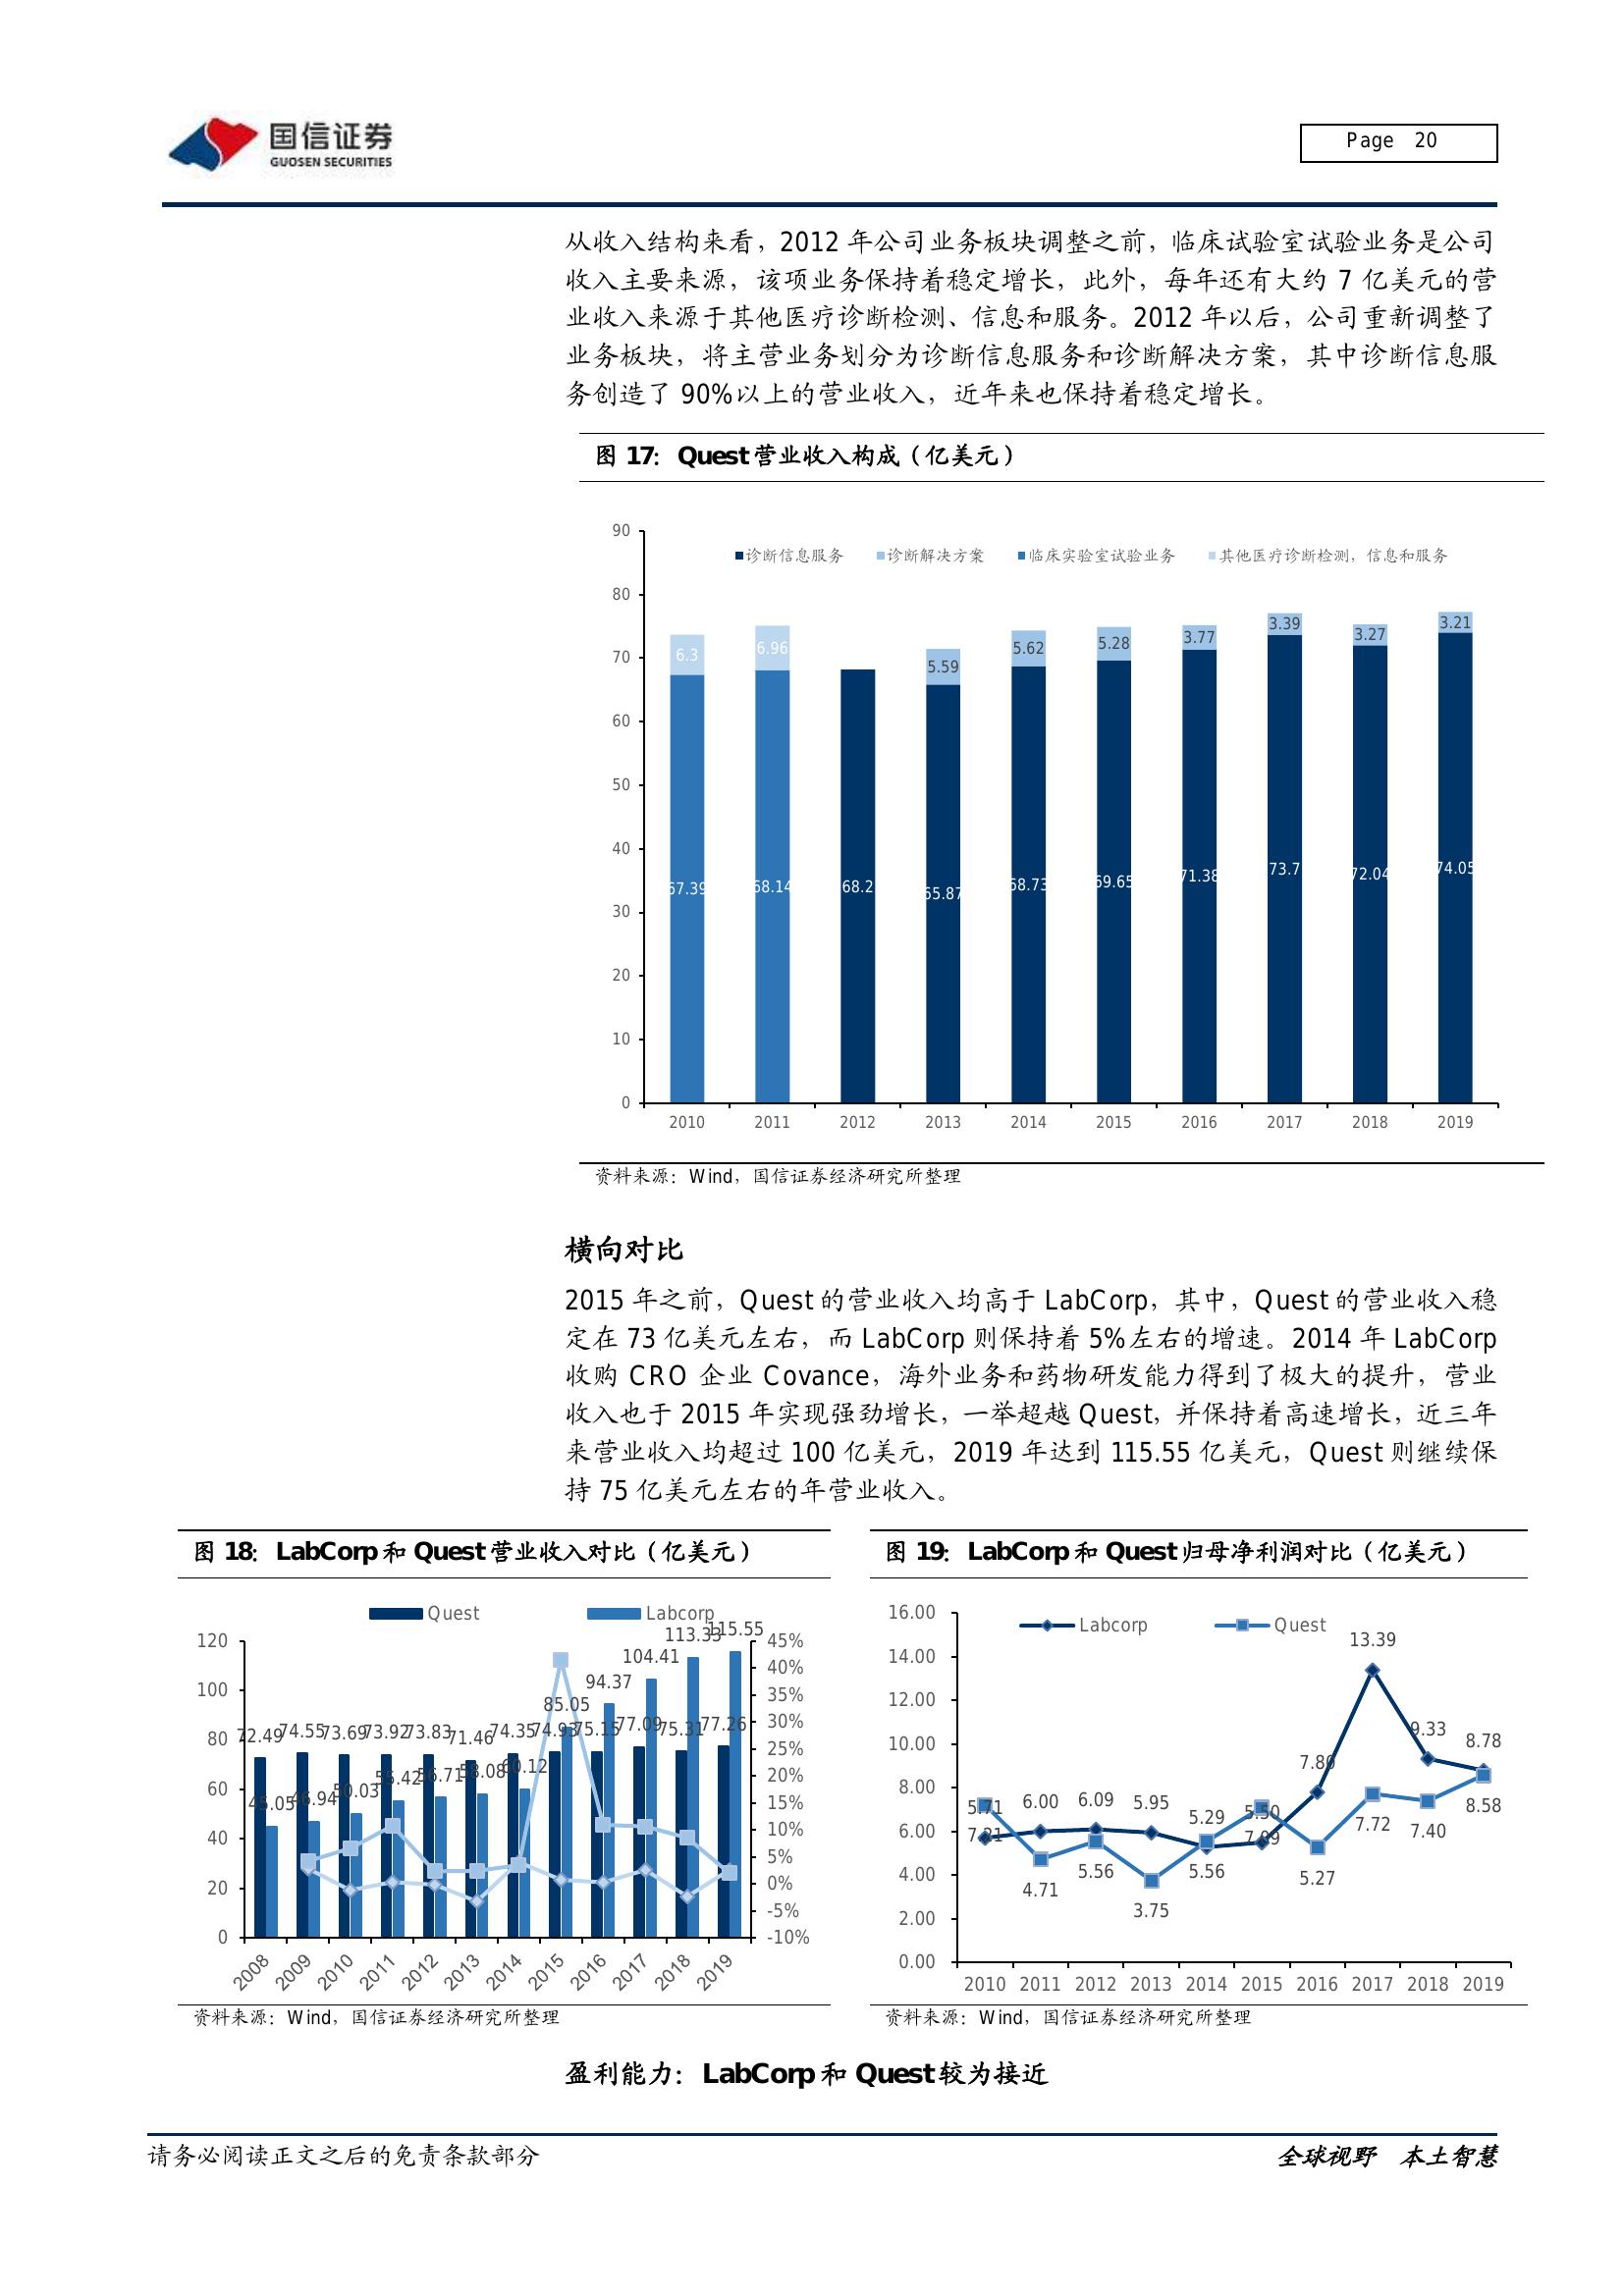 国信证券
GUOSEN SECURITIES
Page 20
从收入结构来看，2012 年公司业务板块调整之前，临床试验室试验业务是公司
收入主要来源，该项业务保持着稳定增长，此外，每年还有大约 7 亿美元的营
业收入来源于其他医疗诊断检测、信息和服务。2012 年以后，公司重新调整了
业务板块，将主营业务划分为诊断信息服务和诊断解决方案，其中诊断信息服
务创造了 90%以上的营业收入，近年来也保持着稳定增长。
图 17：Quest 营业收入构成（亿美元）
诊断信息服务 诊断解决方案 临床实验室试验业务 其他医疗诊断检测，信息和服务
90
80
70
60
50
40
30
20
10
0
6.3 6.96 5.59 5.62 5.28 3.77 3.39 3.27 3.21
67.39 68.14 68.2 65.87 68.73 69.65 71.38 73.7 72.04 74.05
2010 2011 2012 2013 2014 2015 2016 2017 2018 2019
资料来源：Wind，国信证券经济研究所整理
横向对比
2015 年之前，Quest 的营业收入均高于 LabCorp，其中，Quest 的营业收入稳
定在 73 亿美元左右，而 LabCorp 则保持着 5%左右的增速。2014 年 LabCorp
收购 CRO 企业 Covance，海外业务和药物研发能力得到了极大的提升，营业
收入也于 2015 年实现强劲增长，一举超越 Quest，并保持着高速增长，近三年
来营业收入均超过 100 亿美元，2019 年达到 115.55 亿美元，Quest 则继续保
持 75 亿美元左右的年营业收入。
图 18：LabCorp 和 Quest 营业收入对比（亿美元）
Quest Labcorp
120
100
80
60
40
20
0
72.49 74.55 73.69 73.92 73.83 71.46 74.35 74.93 75.15 77.09 75.31 77.26
45.05 46.94 50.03 55.42 56.71 58.08 60.12 85.05 94.37 104.41 113.33 115.55
45%
40%
35%
30%
25%
20%
15%
10%
5%
0%
-5%
-10%
2008 2009 2010 2011 2012 2013 2014 2015 2016 2017 2018 2019
资料来源：Wind，国信证券经济研究所整理
图 19：LabCorp 和 Quest 归母净利润对比（亿美元）
Labcorp Quest
16.00
14.00
12.00
10.00
8.00
6.00
4.00
2.00
0.00
5.71 6.00 6.09 5.95 5.29 5.50 13.39 9.33 8.78
7.21 4.71 5.56 3.75 5.56 7.09 5.27 7.72 7.40 8.58
2010 2011 2012 2013 2014 2015 2016 2017 2018 2019
资料来源：Wind，国信证券经济研究所整理
盈利能力：LabCorp 和 Quest 较为接近
请务必阅读正文之后的免责条款部分
全球视野 本土智慧